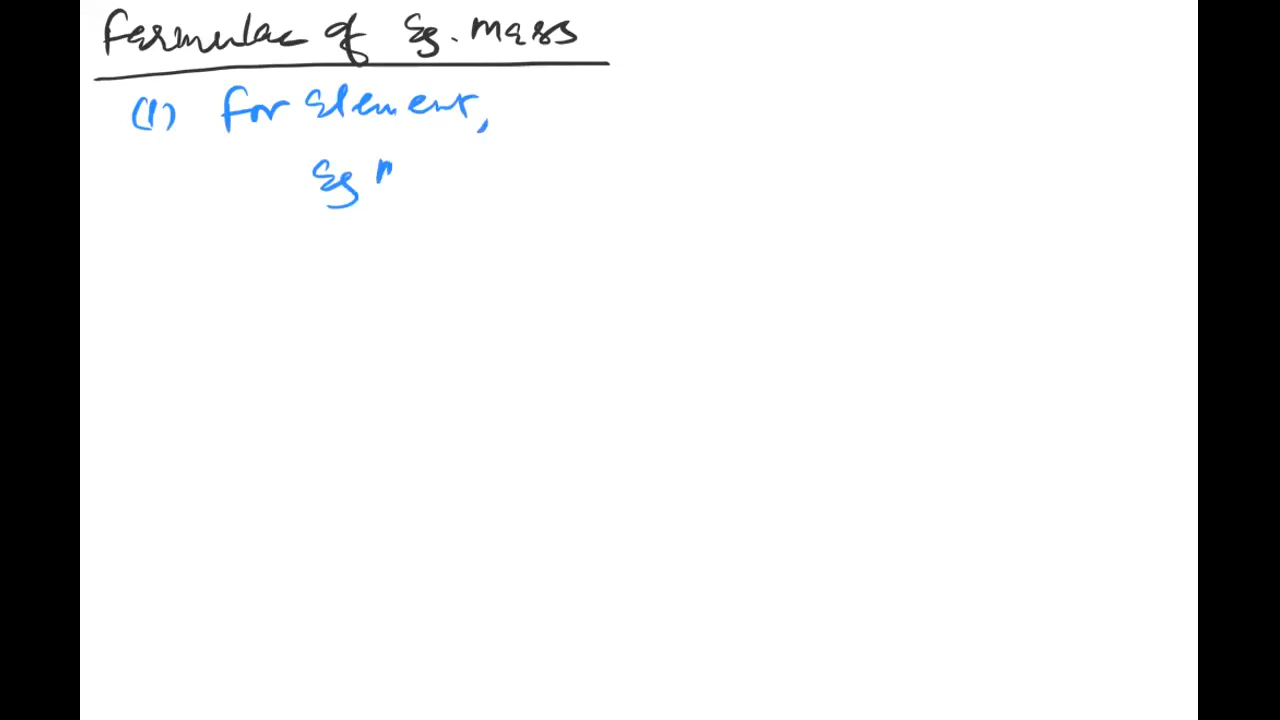 Formulae of Eq. mass
(1) For Element,
Eq m